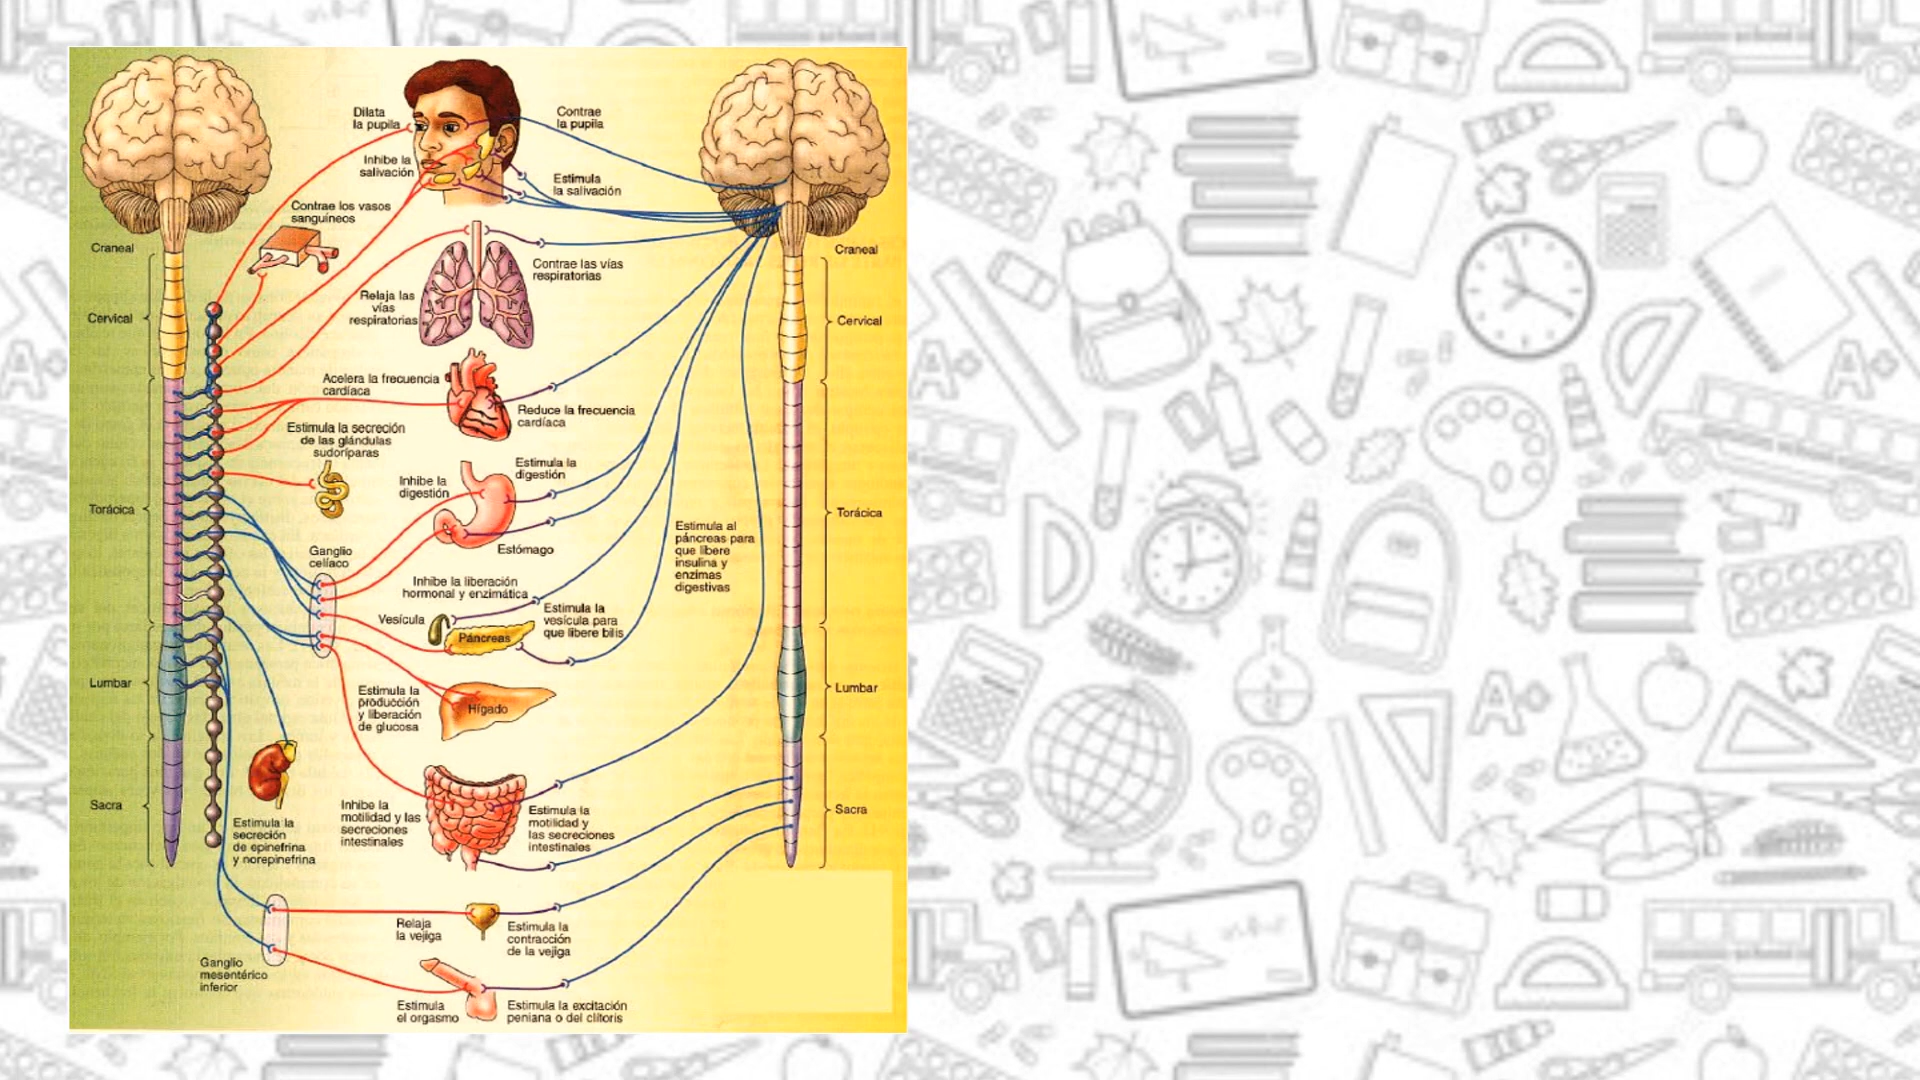 Dilata
la pupila
Contrae
la pupila
Inhibe la
salivación
Estimula
la salivación
Contrae los vasos
sanguíneos
Craneal
Craneal
Contrae las vías
respiratorias
Relaja las
vías
respiratorias
Cervical
Cervical
Acelera la frecuencia
cardíaca
Reduce la frecuencia
cardíaca
Estimula la secreción
de las glándulas
sudoríparas
Estimula la
digestión
Inhibe la
digestión
Torácica
Torácica
Estómago
Estimula al
páncreas para
que libere
insulina y
enzimas
digestivas
Ganglio
celíaco
Inhibe la liberación
hormonal y enzimática
Vesícula
Estimula la
vesícula para
que libere bilis
Páncreas
Lumbar
Lumbar
Estimula la
producción
y liberación
de glucosa
Hígado
Sacra
Sacra
Inhibe la
motilidad y las
secreciones
intestinales
Estimula la
motilidad y
las secreciones
intestinales
Estimula la
secreción
de epinefrina
y norepinefrina
Relaja
la vejiga
Estimula la
contracción
de la vejiga
Ganglio
mesentérico
inferior
Estimula
el orgasmo
Estimula la excitación
peniana o del clítoris
A+
A+
A+
A+